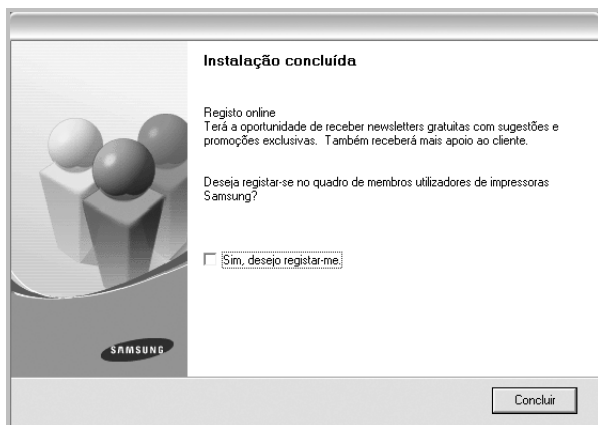 Instalação concluída
Registo online
Terá a oportunidade de receber newsletters gratuitas com sugestões e
promoções exclusivas. Também receberá mais apoio ao cliente.
Deseja registar-se no quadro de membros utilizadores de impressoras
Samsung?
Sim, desejo registar-me.
SAMSUNG
Concluir